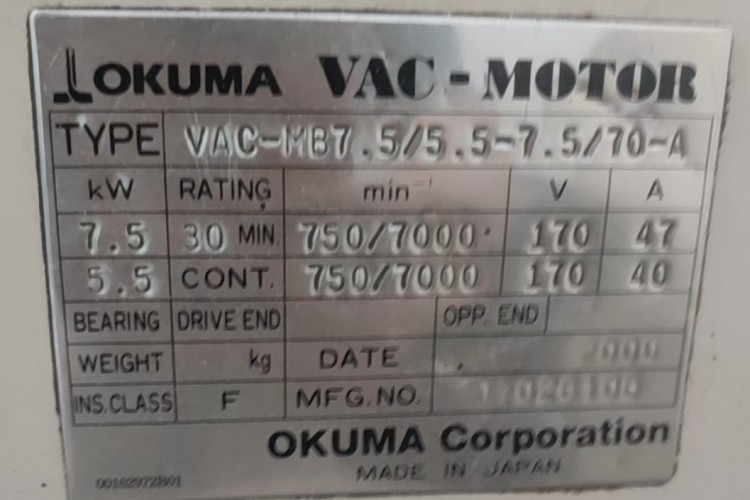 OKUMA VAC-MOTOR
TYPE VAC-MB7.5/5.5-7.5/70-A
kW RATING min⁻¹ V A
7.5 30 MIN. 750/7000 170 47
5.5 CONT. 750/7000 170 40
BEARING DRIVE END OPP. END
WEIGHT kg DATE 2000
INS.CLASS F MFG.NO.
OKUMA Corporation
MADE IN JAPAN